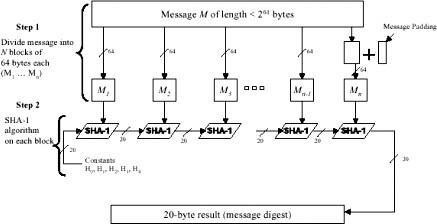 Message M of length < 2^64 bytes
Step 1
Divide message into
N blocks of
64 bytes each
(M₁ … Mₙ)
Message Padding
64 64 64 64 64
M₁ M₂ M₃ Mₙ₋₁ Mₙ
Step 2
SHA-1
algorithm
on each block
SHA-1 SHA-1 SHA-1 SHA-1 SHA-1
20 20 20 20 20
Constants
H₀, H₁, H₂, H₃, H₄
20-byte result (message digest)